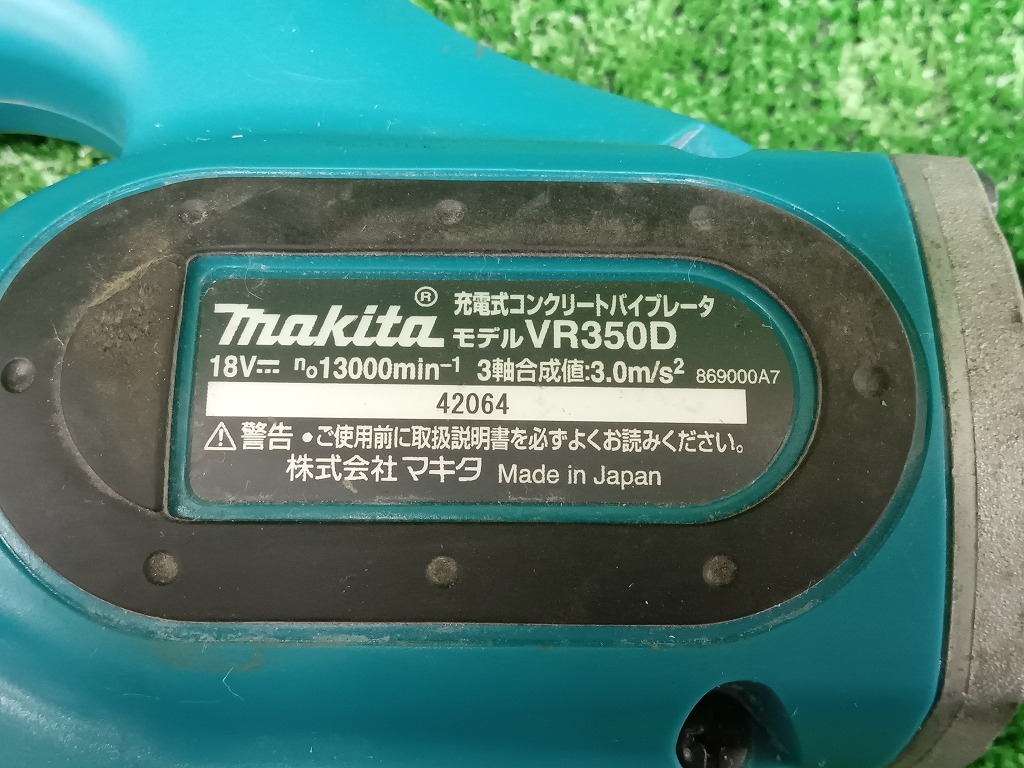 makita® 充電式コンクリートバイブレータ
モデルVR350D
18V⎓ n₀13000min⁻¹ 3軸合成値:3.0m/s² 869000A7
42064
⚠警告 •ご使用前に取扱説明書を必ずよくお読みください。
株式会社マキタ Made in Japan